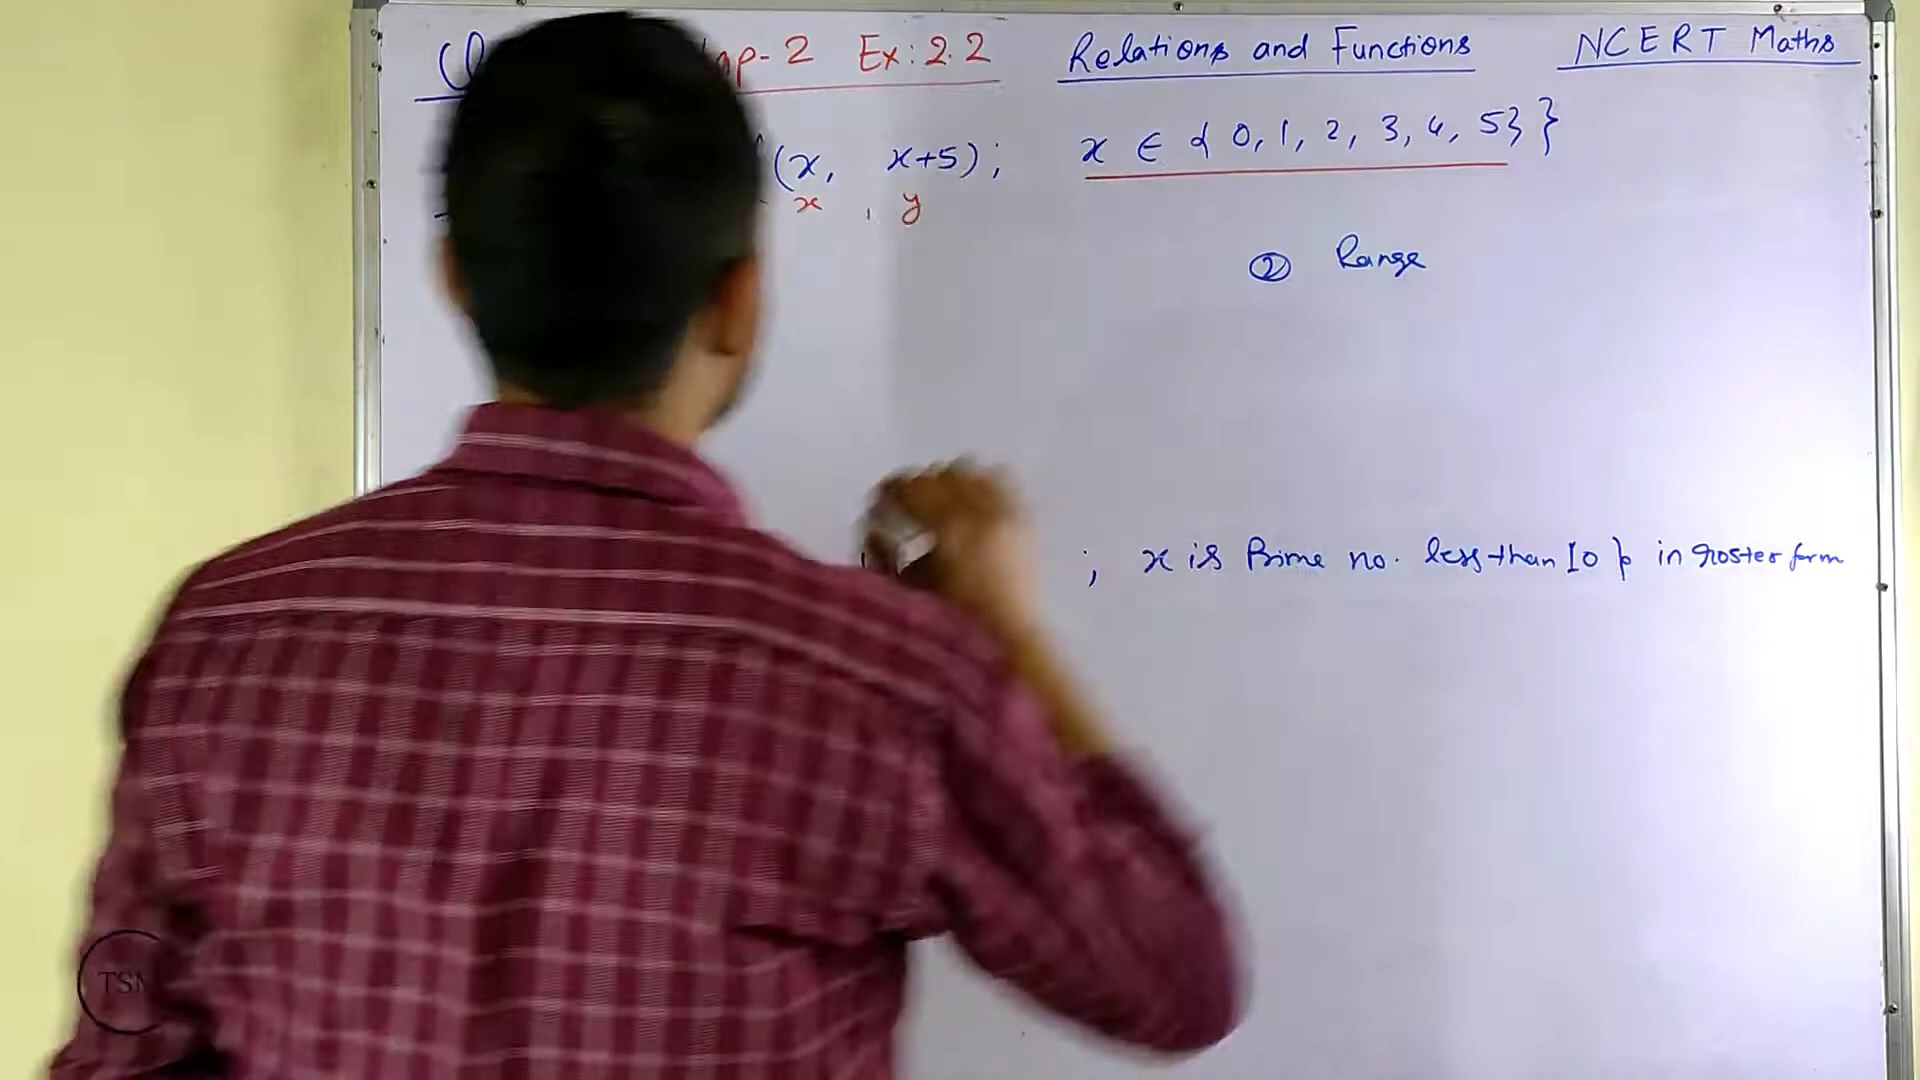 2 Ex: 2.2 Relations and Functions NCERT Maths
(x, x+5); x ∈ { 0, 1, 2, 3, 4, 5} }
x , y
② Range
; x is Prime no. less than 10 } in roster form